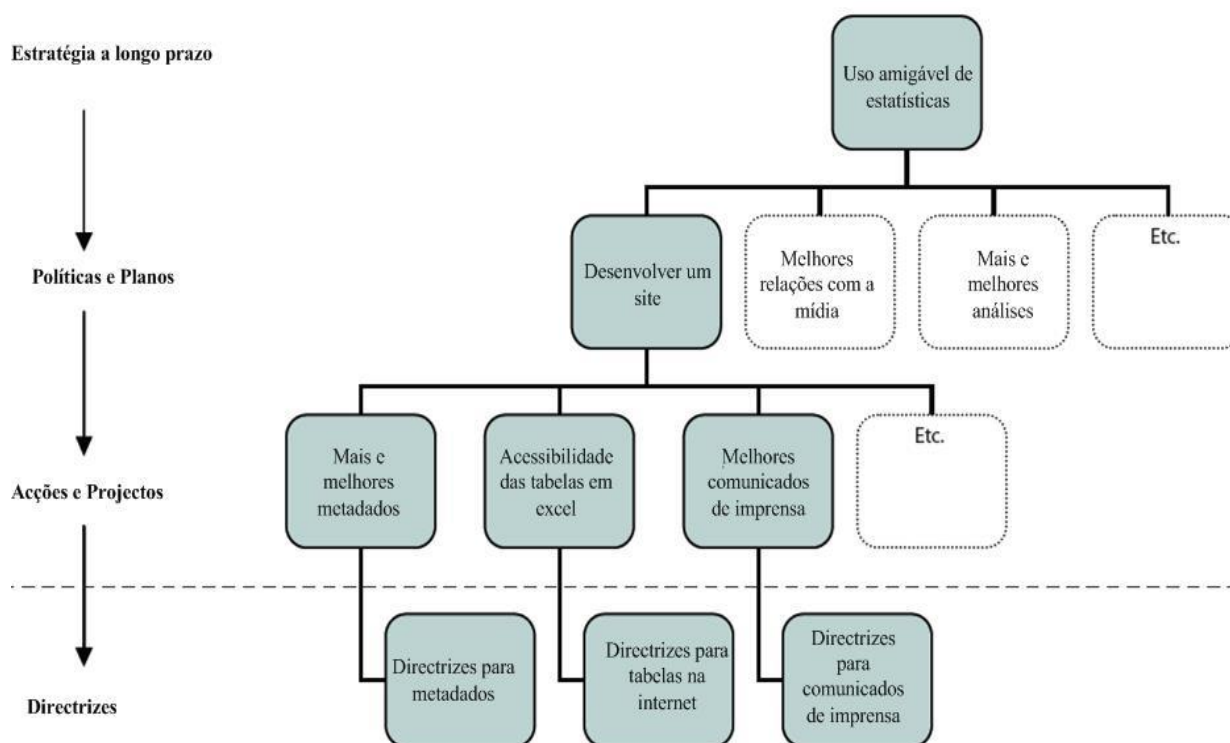 Estratégia a longo prazo
Uso amigável de
estatísticas
Políticas e Planos
Desenvolver um
site
Melhores
relações com a
mídia
Mais e
melhores
análises
Etc.
Acções e Projectos
Mais e
melhores
metadados
Acessibilidade
das tabelas em
excel
Melhores
comunicados
de imprensa
Etc.
Directrizes
Directrizes para
metadados
Directrizes para
tabelas na
internet
Directrizes
para
comunicados
de imprensa